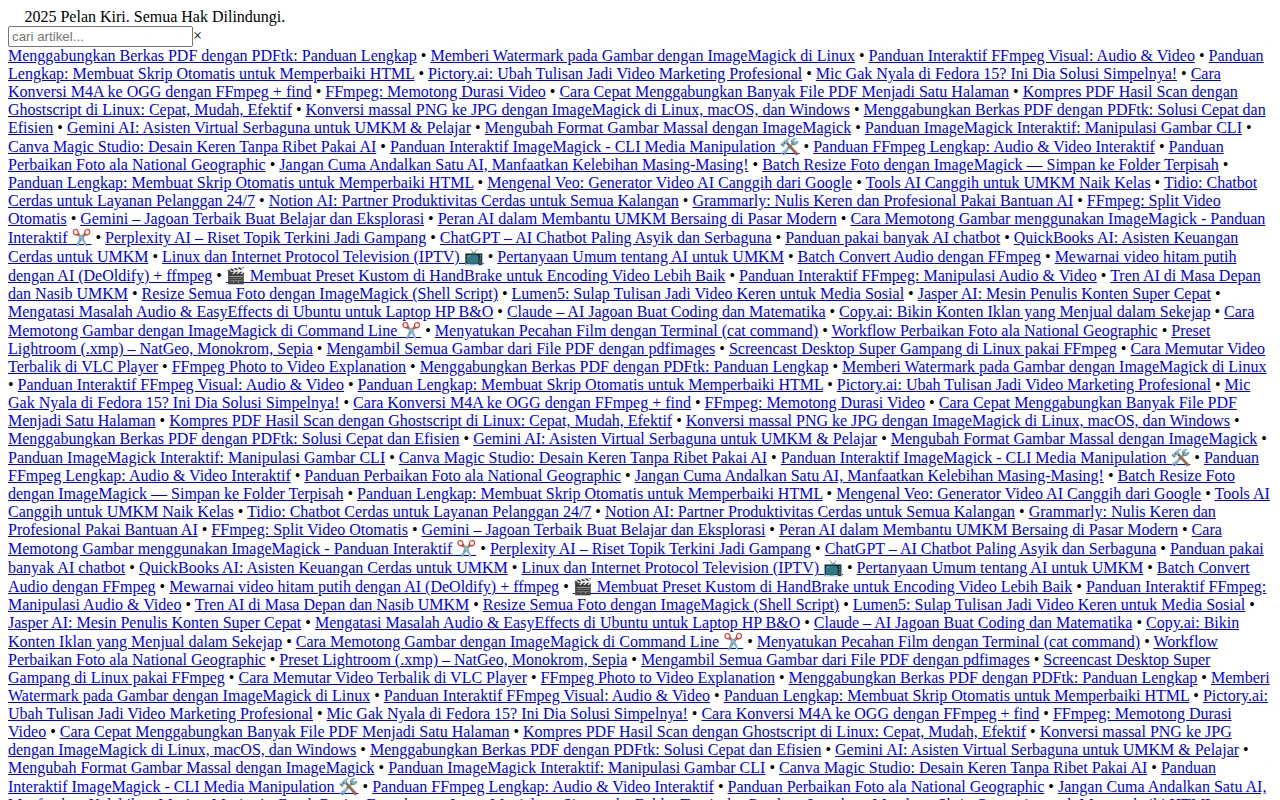 2025 Pelan Kiri. Semua Hak Dilindungi.
cari artikel... ×
Menggabungkan Berkas PDF dengan PDFtk: Panduan Lengkap • Memberi Watermark pada Gambar dengan ImageMagick di Linux • Panduan Interaktif FFmpeg Visual: Audio & Video • Panduan
Lengkap: Membuat Skrip Otomatis untuk Memperbaiki HTML • Pictory.ai: Ubah Tulisan Jadi Video Marketing Profesional • Mic Gak Nyala di Fedora 15? Ini Dia Solusi Simpelnya! • Cara
Konversi M4A ke OGG dengan FFmpeg + find • FFmpeg: Memotong Durasi Video • Cara Cepat Menggabungkan Banyak File PDF Menjadi Satu Halaman • Kompres PDF Hasil Scan dengan
Ghostscript di Linux: Cepat, Mudah, Efektif • Konversi massal PNG ke JPG dengan ImageMagick di Linux, macOS, dan Windows • Menggabungkan Berkas PDF dengan PDFtk: Solusi Cepat dan
Efisien • Gemini AI: Asisten Virtual Serbaguna untuk UMKM & Pelajar • Mengubah Format Gambar Massal dengan ImageMagick • Panduan ImageMagick Interaktif: Manipulasi Gambar CLI •
Canva Magic Studio: Desain Keren Tanpa Ribet Pakai AI • Panduan Interaktif ImageMagick - CLI Media Manipulation 🛠️ • Panduan FFmpeg Lengkap: Audio & Video Interaktif • Panduan
Perbaikan Foto ala National Geographic • Jangan Cuma Andalkan Satu AI, Manfaatkan Kelebihan Masing-Masing! • Batch Resize Foto dengan ImageMagick — Simpan ke Folder Terpisah •
Panduan Lengkap: Membuat Skrip Otomatis untuk Memperbaiki HTML • Mengenal Veo: Generator Video AI Canggih dari Google • Tools AI Canggih untuk UMKM Naik Kelas • Tidio: Chatbot
Cerdas untuk Layanan Pelanggan 24/7 • Notion AI: Partner Produktivitas Cerdas untuk Semua Kalangan • Grammarly: Nulis Keren dan Profesional Pakai Bantuan AI • FFmpeg: Split Video
Otomatis • Gemini – Jagoan Terbaik Buat Belajar dan Eksplorasi • Peran AI dalam Membantu UMKM Bersaing di Pasar Modern • Cara Memotong Gambar menggunakan ImageMagick - Panduan
Interaktif ✂️ • Perplexity AI – Riset Topik Terkini Jadi Gampang • ChatGPT – AI Chatbot Paling Asyik dan Serbaguna • Panduan pakai banyak AI chatbot • QuickBooks AI: Asisten Keuangan
Cerdas untuk UMKM • Linux dan Internet Protocol Television (IPTV) 📺 • Pertanyaan Umum tentang AI untuk UMKM • Batch Convert Audio dengan FFmpeg • Mewarnai video hitam putih
dengan AI (DeOldify) + ffmpeg • 🎬 Membuat Preset Kustom di HandBrake untuk Encoding Video Lebih Baik • Panduan Interaktif FFmpeg: Manipulasi Audio & Video • Tren AI di Masa Depan
dan Nasib UMKM • Resize Semua Foto dengan ImageMagick (Shell Script) • Lumen5: Sulap Tulisan Jadi Video Keren untuk Media Sosial • Jasper AI: Mesin Penulis Konten Super Cepat •
Mengatasi Masalah Audio & EasyEffects di Ubuntu untuk Laptop HP B&O • Claude – AI Jagoan Buat Coding dan Matematika • Copy.ai: Bikin Konten Iklan yang Menjual dalam Sekejap • Cara
Memotong Gambar dengan ImageMagick di Command Line ✂️ • Menyatukan Pecahan Film dengan Terminal (cat command) • Workflow Perbaikan Foto ala National Geographic • Preset
Lightroom (.xmp) – NatGeo, Monokrom, Sepia • Mengambil Semua Gambar dari File PDF dengan pdfimages • Screencast Desktop Super Gampang di Linux pakai FFmpeg • Cara Memutar Video
Terbalik di VLC Player • FFmpeg Photo to Video Explanation • Menggabungkan Berkas PDF dengan PDFtk: Panduan Lengkap • Memberi Watermark pada Gambar dengan ImageMagick di Linux
• Panduan Interaktif FFmpeg Visual: Audio & Video • Panduan Lengkap: Membuat Skrip Otomatis untuk Memperbaiki HTML • Pictory.ai: Ubah Tulisan Jadi Video Marketing Profesional • Mic
Gak Nyala di Fedora 15? Ini Dia Solusi Simpelnya! • Cara Konversi M4A ke OGG dengan FFmpeg + find • FFmpeg: Memotong Durasi Video • Cara Cepat Menggabungkan Banyak File PDF
Menjadi Satu Halaman • Kompres PDF Hasil Scan dengan Ghostscript di Linux: Cepat, Mudah, Efektif • Konversi massal PNG ke JPG dengan ImageMagick di Linux, macOS, dan Windows •
Menggabungkan Berkas PDF dengan PDFtk: Solusi Cepat dan Efisien • Gemini AI: Asisten Virtual Serbaguna untuk UMKM & Pelajar • Mengubah Format Gambar Massal dengan ImageMagick •
Panduan ImageMagick Interaktif: Manipulasi Gambar CLI • Canva Magic Studio: Desain Keren Tanpa Ribet Pakai AI • Panduan Interaktif ImageMagick - CLI Media Manipulation 🛠️ • Panduan
FFmpeg Lengkap: Audio & Video Interaktif • Panduan Perbaikan Foto ala National Geographic • Jangan Cuma Andalkan Satu AI, Manfaatkan Kelebihan Masing-Masing! • Batch Resize Foto
dengan ImageMagick — Simpan ke Folder Terpisah • Panduan Lengkap: Membuat Skrip Otomatis untuk Memperbaiki HTML • Mengenal Veo: Generator Video AI Canggih dari Google • Tools AI
Canggih untuk UMKM Naik Kelas • Tidio: Chatbot Cerdas untuk Layanan Pelanggan 24/7 • Notion AI: Partner Produktivitas Cerdas untuk Semua Kalangan • Grammarly: Nulis Keren dan
Profesional Pakai Bantuan AI • FFmpeg: Split Video Otomatis • Gemini – Jagoan Terbaik Buat Belajar dan Eksplorasi • Peran AI dalam Membantu UMKM Bersaing di Pasar Modern • Cara
Memotong Gambar menggunakan ImageMagick - Panduan Interaktif ✂️ • Perplexity AI – Riset Topik Terkini Jadi Gampang • ChatGPT – AI Chatbot Paling Asyik dan Serbaguna • Panduan pakai
banyak AI chatbot • QuickBooks AI: Asisten Keuangan Cerdas untuk UMKM • Linux dan Internet Protocol Television (IPTV) 📺 • Pertanyaan Umum tentang AI untuk UMKM • Batch Convert
Audio dengan FFmpeg • Mewarnai video hitam putih dengan AI (DeOldify) + ffmpeg • 🎬 Membuat Preset Kustom di HandBrake untuk Encoding Video Lebih Baik • Panduan Interaktif FFmpeg:
Manipulasi Audio & Video • Tren AI di Masa Depan dan Nasib UMKM • Resize Semua Foto dengan ImageMagick (Shell Script) • Lumen5: Sulap Tulisan Jadi Video Keren untuk Media Sosial •
Jasper AI: Mesin Penulis Konten Super Cepat • Mengatasi Masalah Audio & EasyEffects di Ubuntu untuk Laptop HP B&O • Claude – AI Jagoan Buat Coding dan Matematika • Copy.ai: Bikin
Konten Iklan yang Menjual dalam Sekejap • Cara Memotong Gambar dengan ImageMagick di Command Line ✂️ • Menyatukan Pecahan Film dengan Terminal (cat command) • Workflow
Perbaikan Foto ala National Geographic • Preset Lightroom (.xmp) – NatGeo, Monokrom, Sepia • Mengambil Semua Gambar dari File PDF dengan pdfimages • Screencast Desktop Super
Gampang di Linux pakai FFmpeg • Cara Memutar Video Terbalik di VLC Player • FFmpeg Photo to Video Explanation • Menggabungkan Berkas PDF dengan PDFtk: Panduan Lengkap • Memberi
Watermark pada Gambar dengan ImageMagick di Linux • Panduan Interaktif FFmpeg Visual: Audio & Video • Panduan Lengkap: Membuat Skrip Otomatis untuk Memperbaiki HTML • Pictory.ai:
Ubah Tulisan Jadi Video Marketing Profesional • Mic Gak Nyala di Fedora 15? Ini Dia Solusi Simpelnya! • Cara Konversi M4A ke OGG dengan FFmpeg + find • FFmpeg: Memotong Durasi
Video • Cara Cepat Menggabungkan Banyak File PDF Menjadi Satu Halaman • Kompres PDF Hasil Scan dengan Ghostscript di Linux: Cepat, Mudah, Efektif • Konversi massal PNG ke JPG
dengan ImageMagick di Linux, macOS, dan Windows • Menggabungkan Berkas PDF dengan PDFtk: Solusi Cepat dan Efisien • Gemini AI: Asisten Virtual Serbaguna untuk UMKM & Pelajar •
Mengubah Format Gambar Massal dengan ImageMagick • Panduan ImageMagick Interaktif: Manipulasi Gambar CLI • Canva Magic Studio: Desain Keren Tanpa Ribet Pakai AI • Panduan
Interaktif ImageMagick - CLI Media Manipulation 🛠️ • Panduan FFmpeg Lengkap: Audio & Video Interaktif • Panduan Perbaikan Foto ala National Geographic • Jangan Cuma Andalkan Satu AI,